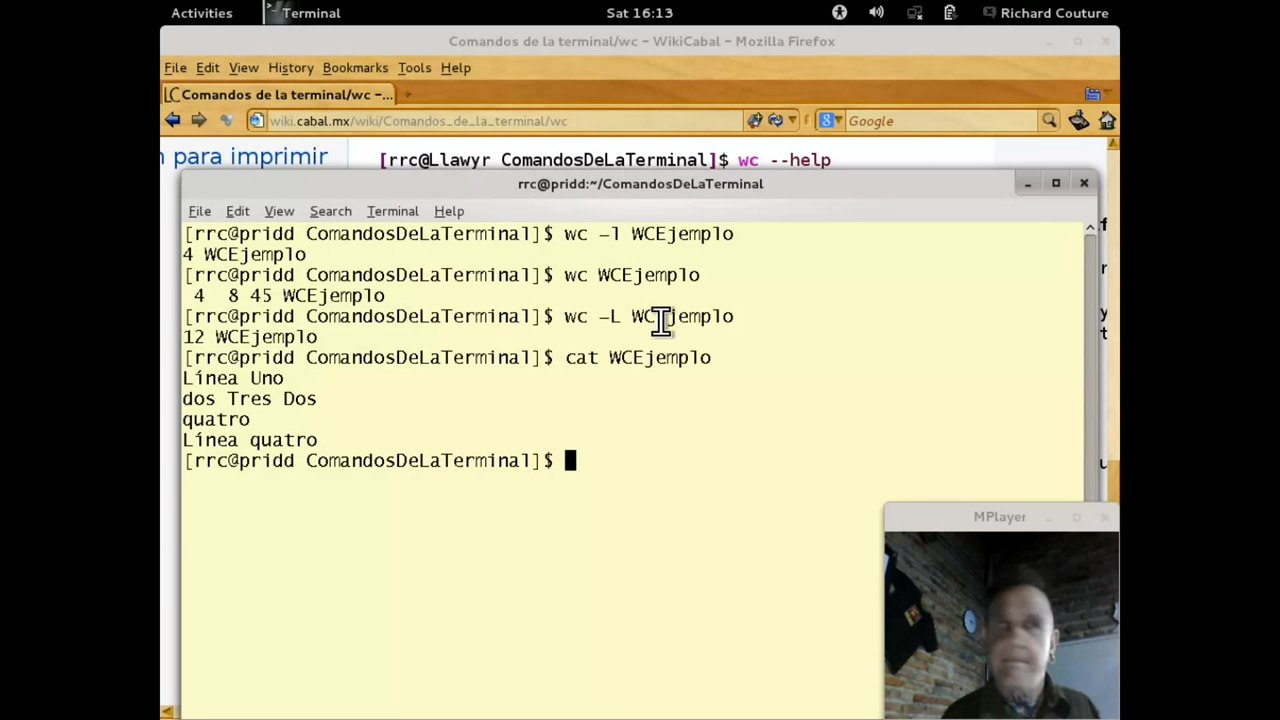 Activities
Terminal
Sat 16:13
Richard Couture
Comandos de la terminal/wc – WikiCabal – Mozilla Firefox
File Edit View History Bookmarks Tools Help
Comandos de la terminal/wc –...
wiki.cabal.mx/wiki/Comandos_de_la_terminal/wc
Google
n para imprimir
[rrc@Llawyr ComandosDeLaTerminal]$ wc --help
rrc@pridd:~/ComandosDeLaTerminal
File Edit View Search Terminal Help
[rrc@pridd ComandosDeLaTerminal]$ wc -l WCEjemplo
4 WCEjemplo
[rrc@pridd ComandosDeLaTerminal]$ wc WCEjemplo
4 8 45 WCEjemplo
[rrc@pridd ComandosDeLaTerminal]$ wc -L WCEjemplo
12 WCEjemplo
[rrc@pridd ComandosDeLaTerminal]$ cat WCEjemplo
Línea Uno
dos Tres Dos
quatro
Línea quatro
[rrc@pridd ComandosDeLaTerminal]$
MPlayer